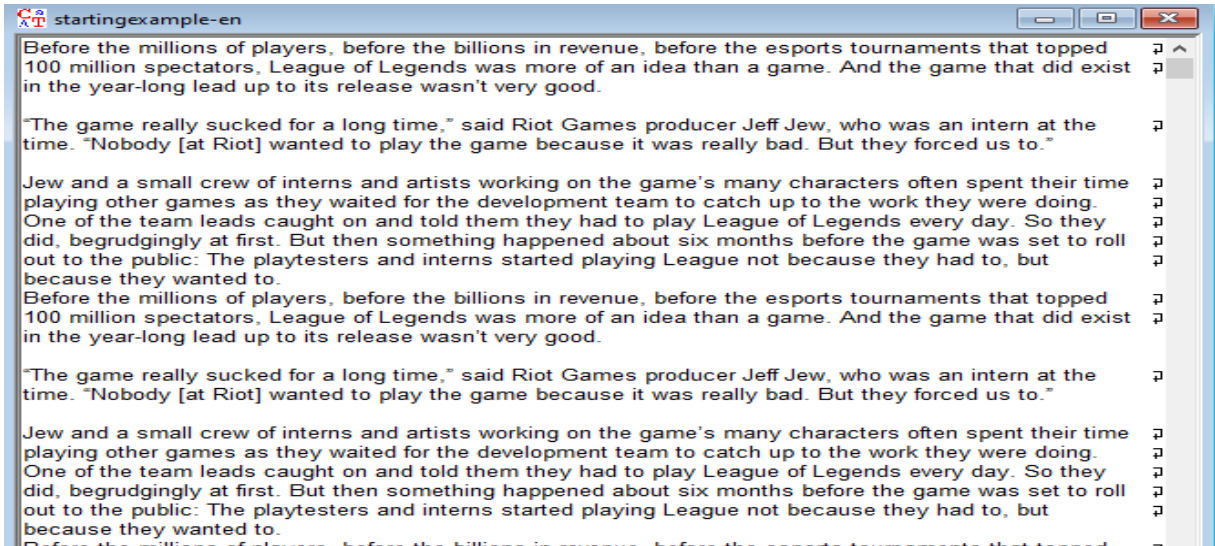 startingexample-en
Before the millions of players, before the billions in revenue, before the esports tournaments that topped
100 million spectators, League of Legends was more of an idea than a game. And the game that did exist
in the year-long lead up to its release wasn’t very good.
“The game really sucked for a long time,” said Riot Games producer Jeff Jew, who was an intern at the
time. “Nobody [at Riot] wanted to play the game because it was really bad. But they forced us to.”
Jew and a small crew of interns and artists working on the game’s many characters often spent their time
playing other games as they waited for the development team to catch up to the work they were doing.
One of the team leads caught on and told them they had to play League of Legends every day. So they
did, begrudgingly at first. But then something happened about six months before the game was set to roll
out to the public: The playtesters and interns started playing League not because they had to, but
because they wanted to.
Before the millions of players, before the billions in revenue, before the esports tournaments that topped
100 million spectators, League of Legends was more of an idea than a game. And the game that did exist
in the year-long lead up to its release wasn’t very good.
“The game really sucked for a long time,” said Riot Games producer Jeff Jew, who was an intern at the
time. “Nobody [at Riot] wanted to play the game because it was really bad. But they forced us to.”
Jew and a small crew of interns and artists working on the game’s many characters often spent their time
playing other games as they waited for the development team to catch up to the work they were doing.
One of the team leads caught on and told them they had to play League of Legends every day. So they
did, begrudgingly at first. But then something happened about six months before the game was set to roll
out to the public: The playtesters and interns started playing League not because they had to, but
because they wanted to.
Before the millions of players, before the billions in revenue, before the esports tournaments that topped